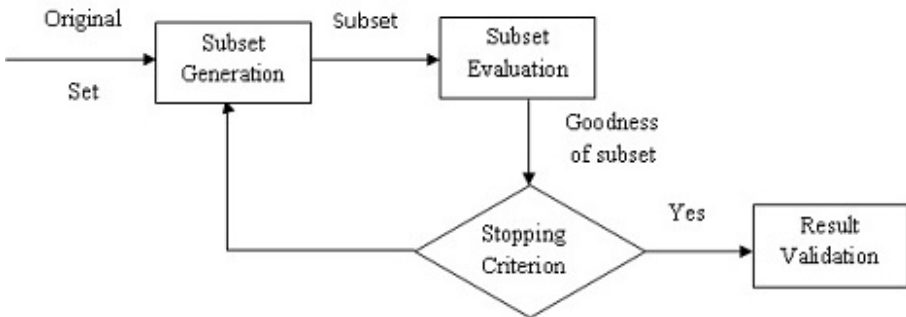 Original
Set
Subset
Generation
Subset
Subset
Evaluation
Goodness
of subset
Stopping
Criterion
Yes
Result
Validation